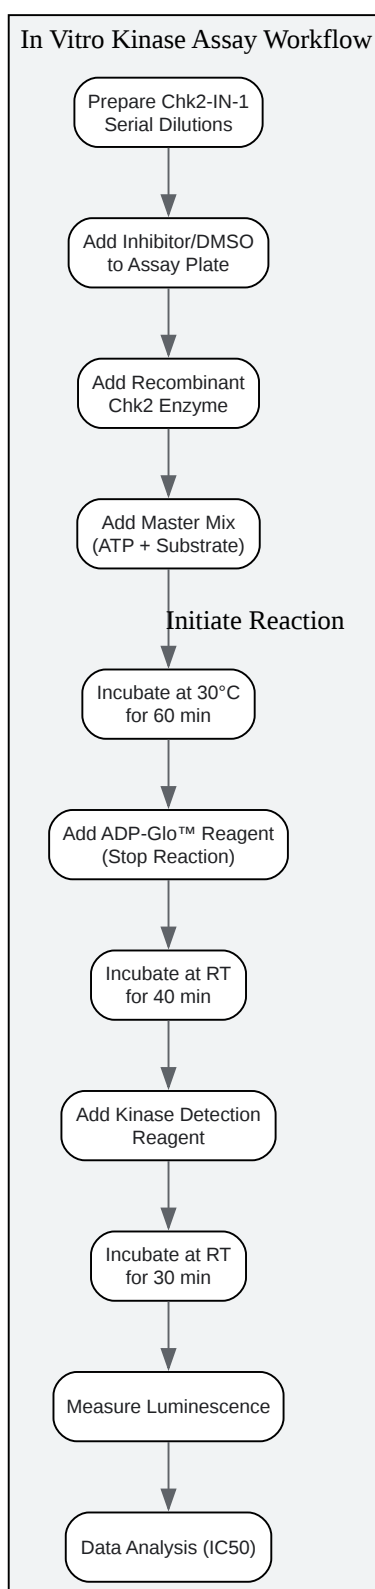 In Vitro Kinase Assay Workflow
Prepare Chk2-IN-1
Serial Dilutions
Add Inhibitor/DMSO
to Assay Plate
Add Recombinant
Chk2 Enzyme
Add Master Mix
(ATP + Substrate)
Initiate Reaction
Incubate at 30°C
for 60 min
Add ADP-Glo™ Reagent
(Stop Reaction)
Incubate at RT
for 40 min
Add Kinase Detection
Reagent
Incubate at RT
for 30 min
Measure Luminescence
Data Analysis (IC50)